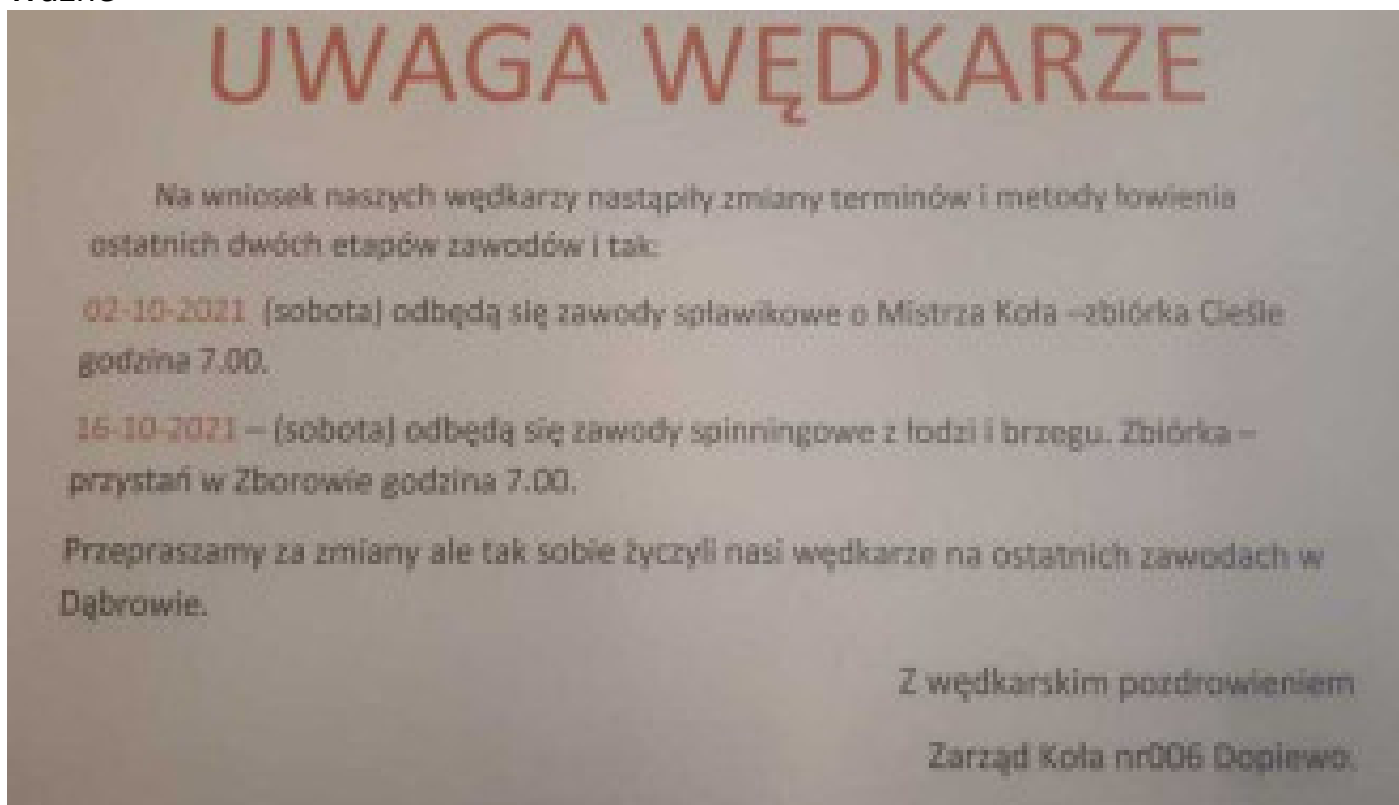 UWAGA WĘDKARZE
Na wniosek naszych wędkarzy nastąpiły zmiany terminów i metody łowienia
ostatnich dwóch etapów zawodów i tak:
02-10-2021 (sobota) odbędą się zawody spławikowe o Mistrza Koła –zbiórka Cieśle
godzina 7.00.
16-10-2021 – (sobota) odbędą się zawody spinningowe z łodzi i brzegu. Zbiórka –
przystań w Zborowie godzina 7.00.
Przepraszamy za zmiany ale tak sobie życzyli nasi wędkarze na ostatnich zawodach w
Dąbrowie.
Z wędkarskim pozdrowieniem
Zarząd Koła nr006 Dopiewo.